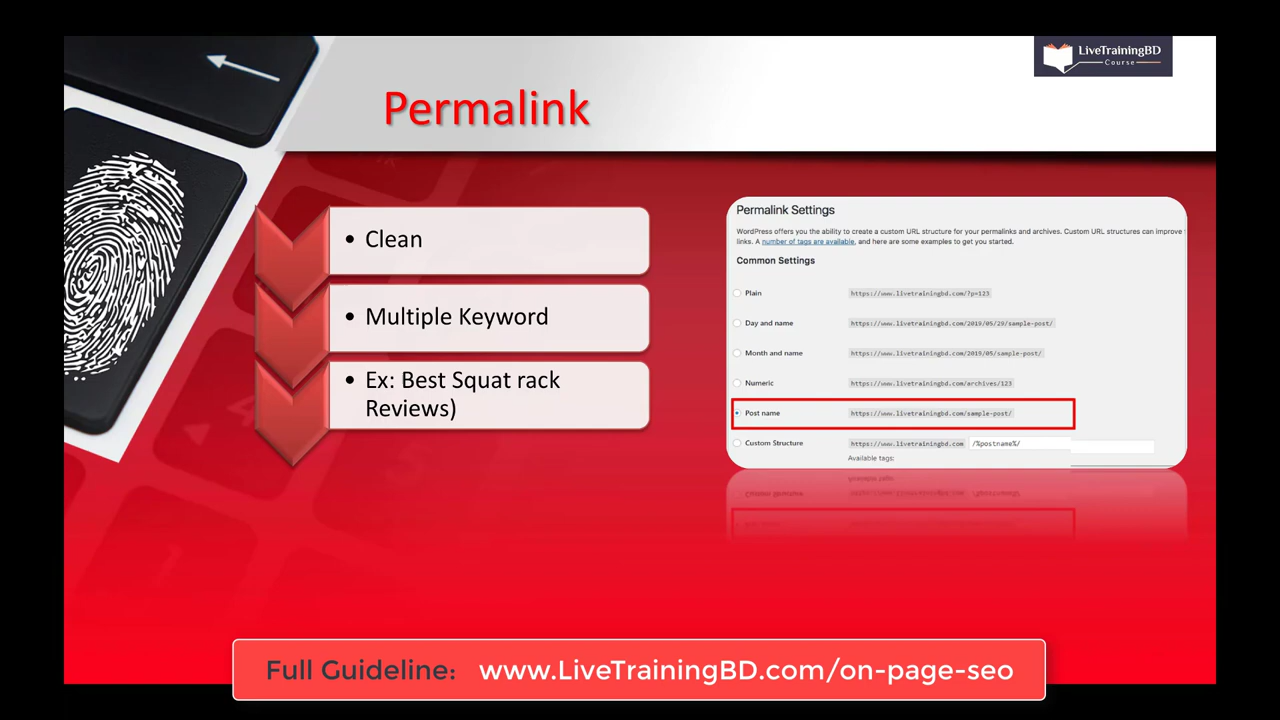 LiveTrainingBD
Course
Permalink
• Clean
• Multiple Keyword
• Ex: Best Squat rack
Reviews)
Permalink Settings
WordPress offers you the ability to create a custom URL structure for your permalinks and archives. Custom URL structures can improve
links. A number of tags are available, and here are some examples to get you started.
Common Settings
Plain https://www.livetrainingbd.com/?p=123
Day and name https://www.livetrainingbd.com/2019/05/29/sample-post/
Month and name https://www.livetrainingbd.com/2019/05/sample-post/
Numeric https://www.livetrainingbd.com/archives/123
Post name https://www.livetrainingbd.com/sample-post/
Custom Structure https://www.livetrainingbd.com /%postname%/
Available tags:
Full Guideline: www.LiveTrainingBD.com/on-page-seo